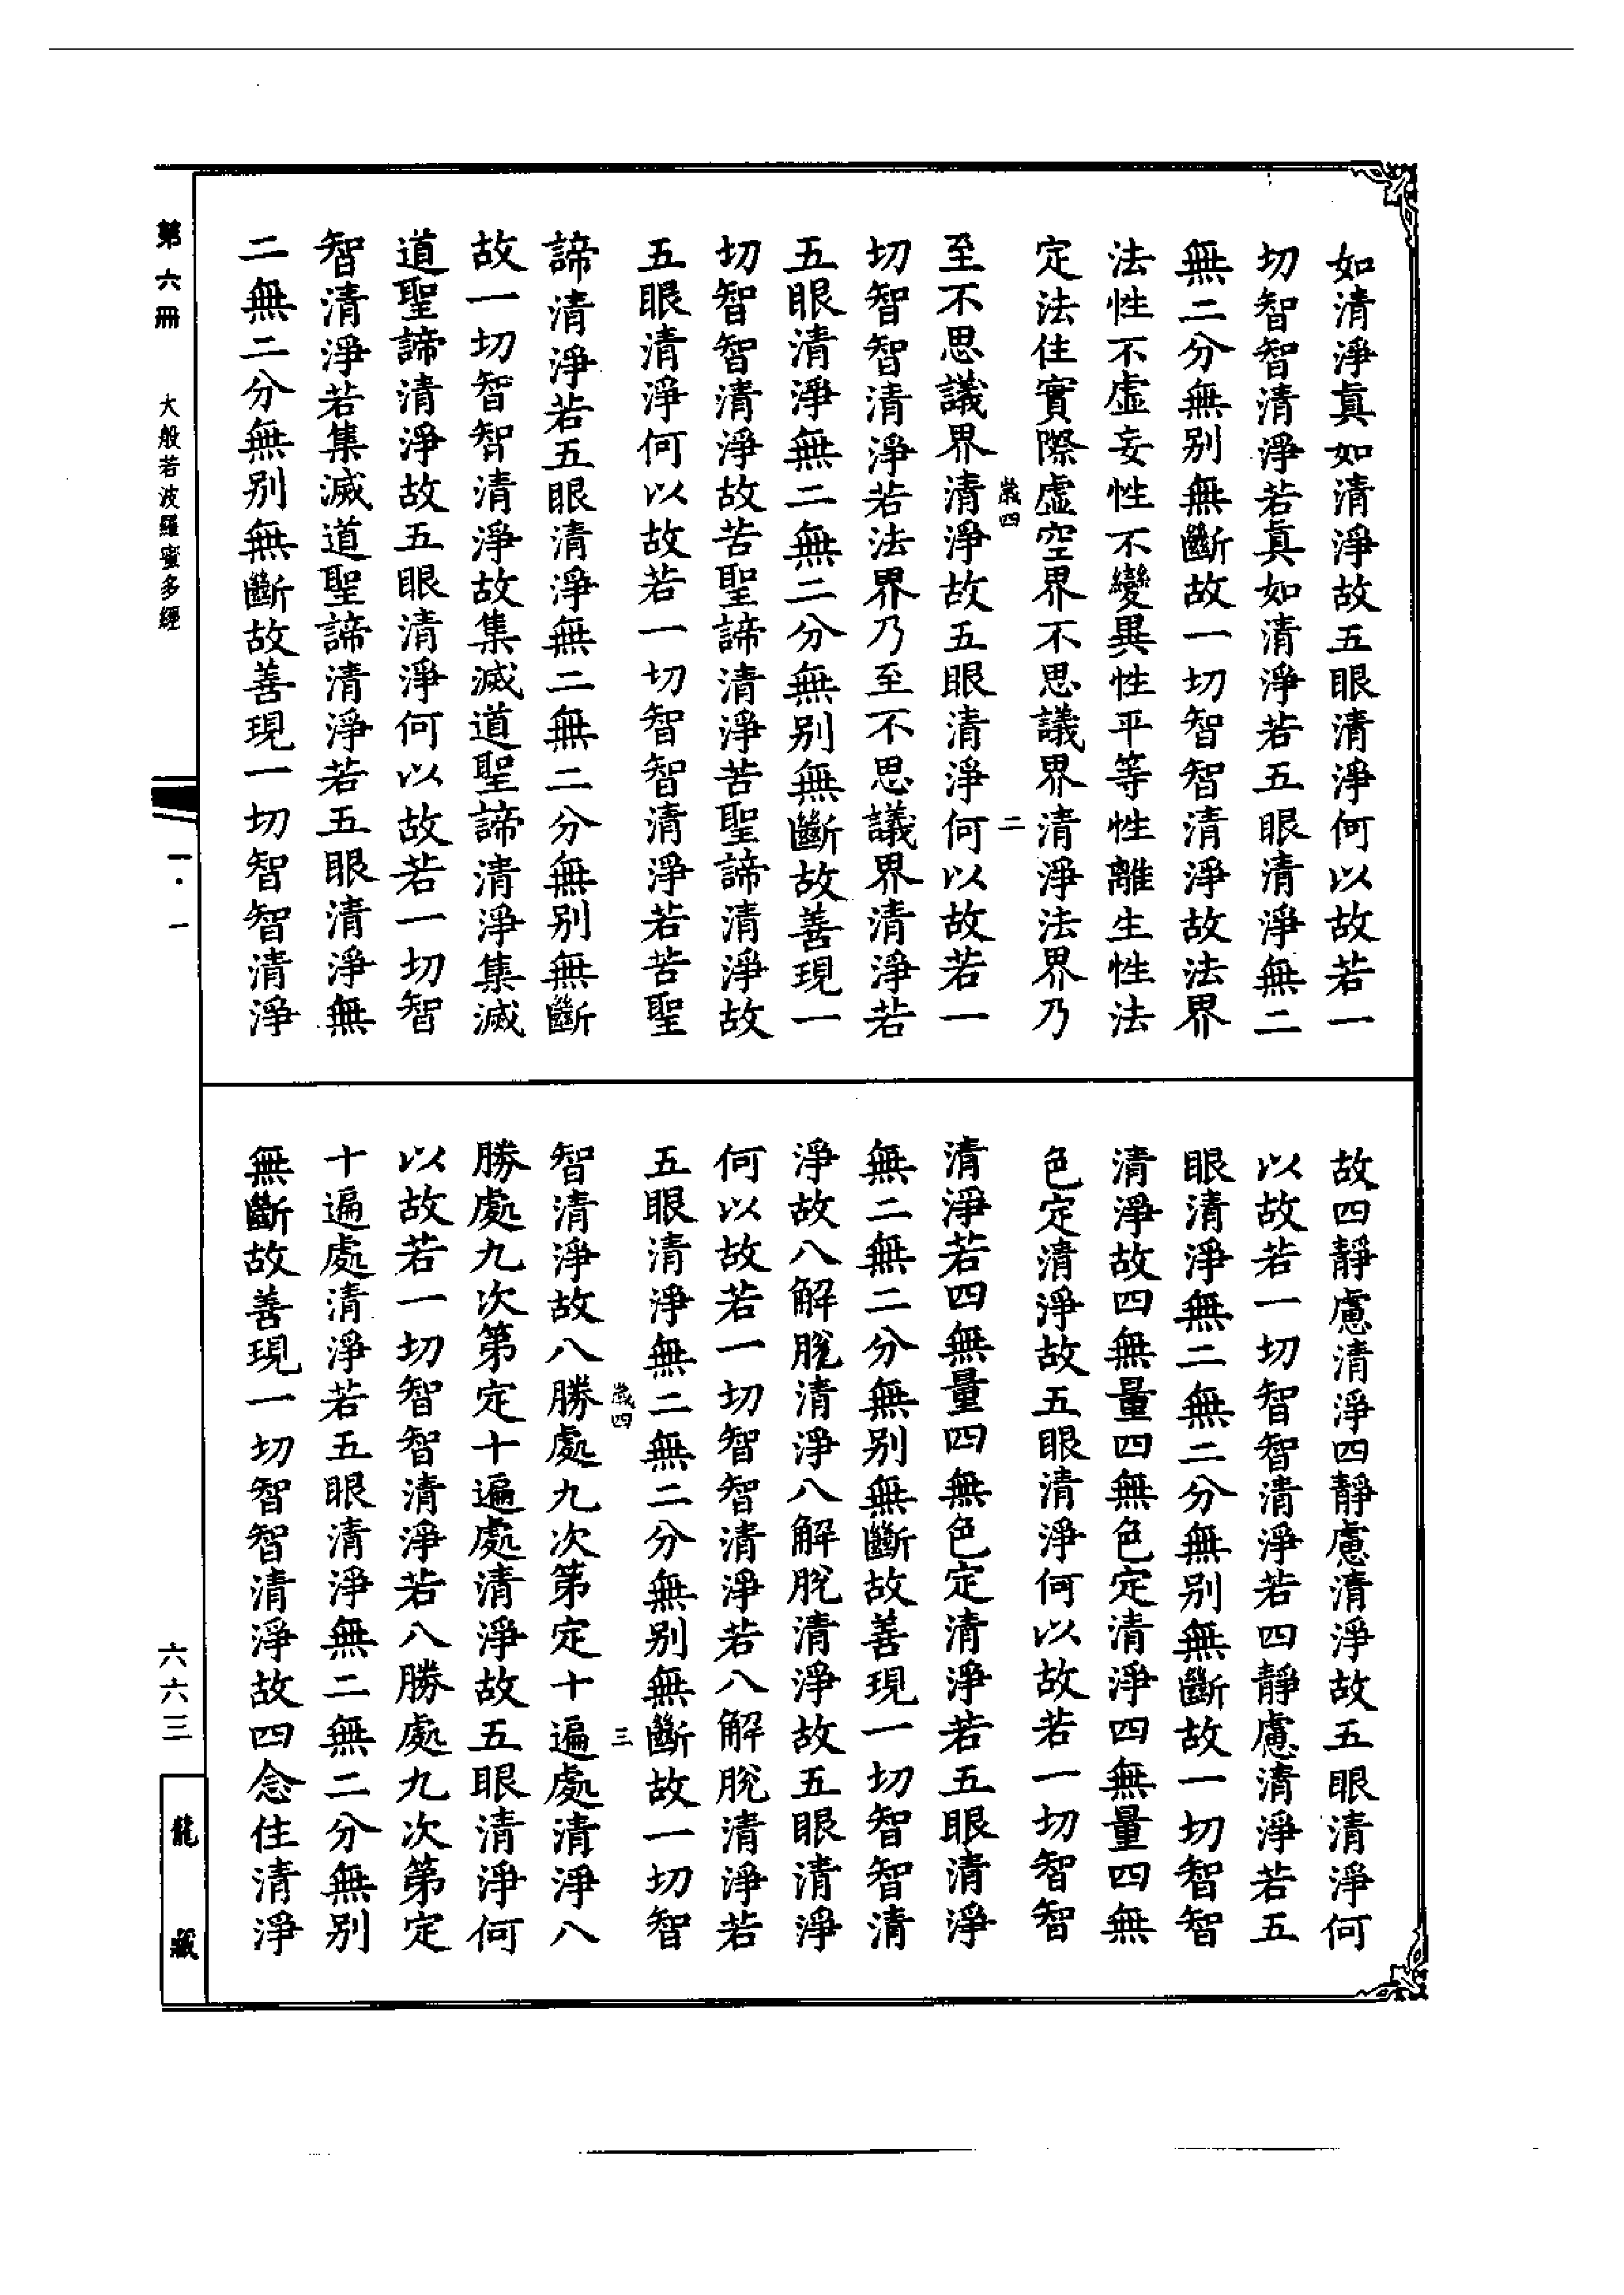 如清淨真如清淨故五眼清淨何以故若一
切智智清淨若真如清淨若五眼清淨無二
無二分無别無斷故一切智智清淨故法界
法性不虛妄性不變異性平等性離生性法
定法住實際虛空界不思議界清淨法界乃
歲四
二
至不思議界清淨故五眼清淨何以故若一
切智智清淨若法界乃至不思議界清淨若
五眼清淨無二無二分無别無斷故善現一
切智智清淨故苦聖諦清淨苦聖諦清淨故
五眼清淨何以故若一切智智清淨若苦聖
諦清淨若五眼清淨無二無二分無别無斷
故一切智智清淨故集滅道聖諦清淨集滅
道聖諦清淨故五眼清淨何以故若一切智
智清淨若集滅道聖諦清淨若五眼清淨無
二無二分無别無斷故善現一切智智清淨
故四靜慮清淨四靜慮清淨故五眼清淨何
以故若一切智智清淨若四靜慮清淨若五
眼清淨無二無二分無别無斷故一切智智
清淨故四無量四無色定清淨四無量四無
色定清淨故五眼清淨何以故若一切智智
清淨若四無量四無色定清淨若五眼清淨
無二無二分無别無斷故善現一切智智清
淨故八解脫清淨八解脫清淨故五眼清淨
何以故若一切智智清淨若八解脫清淨若
五眼清淨無二無二分無别無斷故一切智
歲四
三
智清淨故八勝處九次第定十遍處清淨八
勝處九次第定十遍處清淨故五眼清淨何
以故若一切智智清淨若八勝處九次第定
十遍處清淨若五眼清淨無二無二分無别
無斷故善現一切智智清淨故四念住清淨
第六冊
大般若波羅蜜多經
一·一
六六三
龍藏